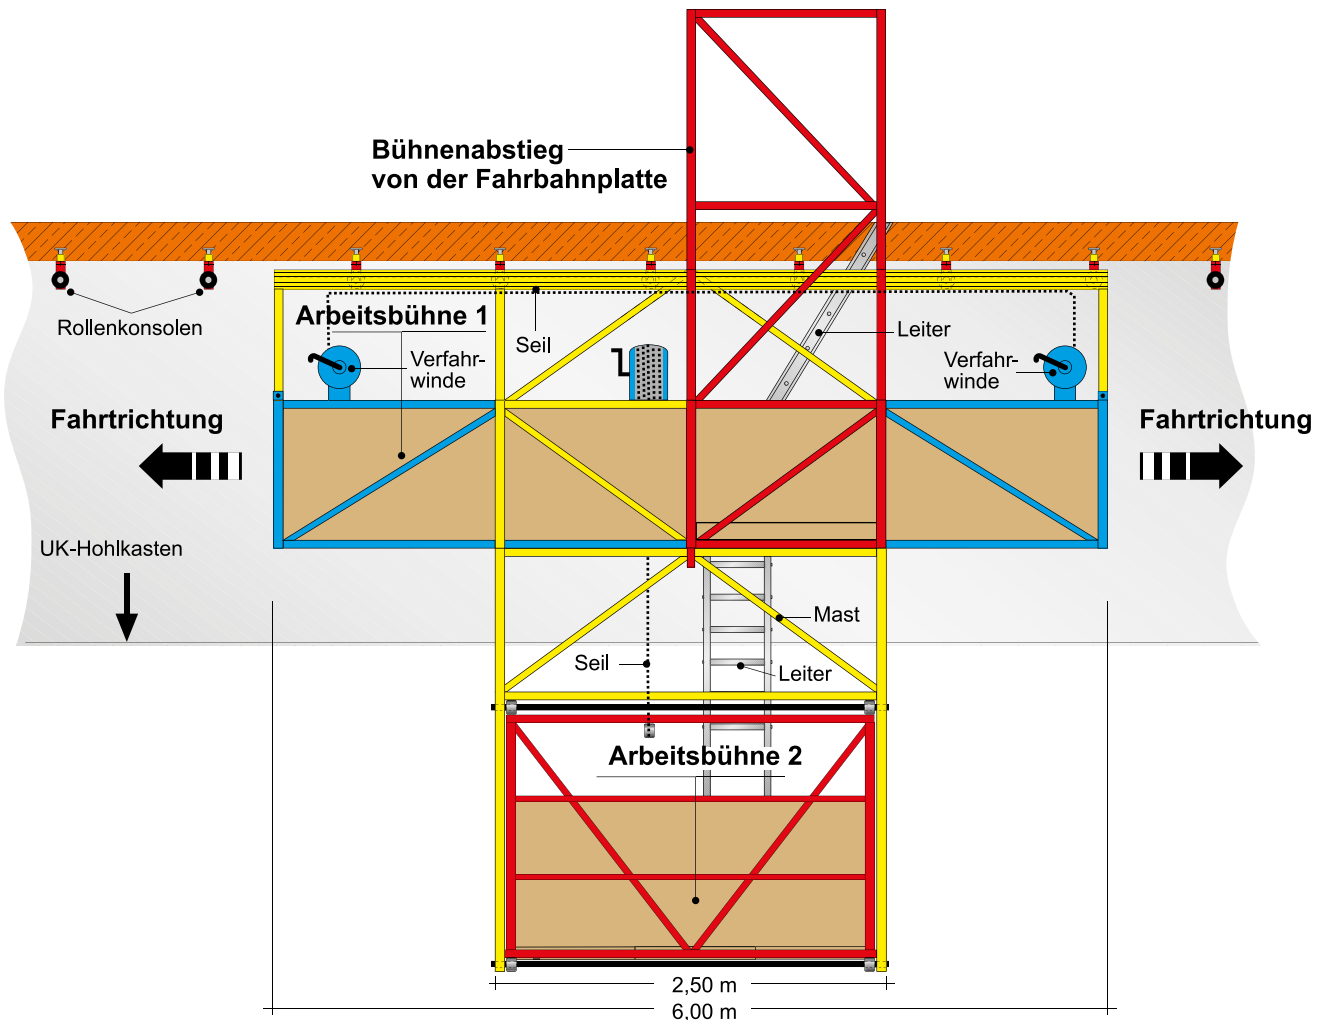 Bühnenabstieg
von der Fahrbahnplatte
Rollenkonsolen
Arbeitsbühne 1
Seil
Leiter
Verfahr-
winde
Verfahr-
winde
Fahrtrichtung
Fahrtrichtung
UK-Hohlkasten
Mast
Seil
Leiter
Arbeitsbühne 2
2,50 m
6,00 m